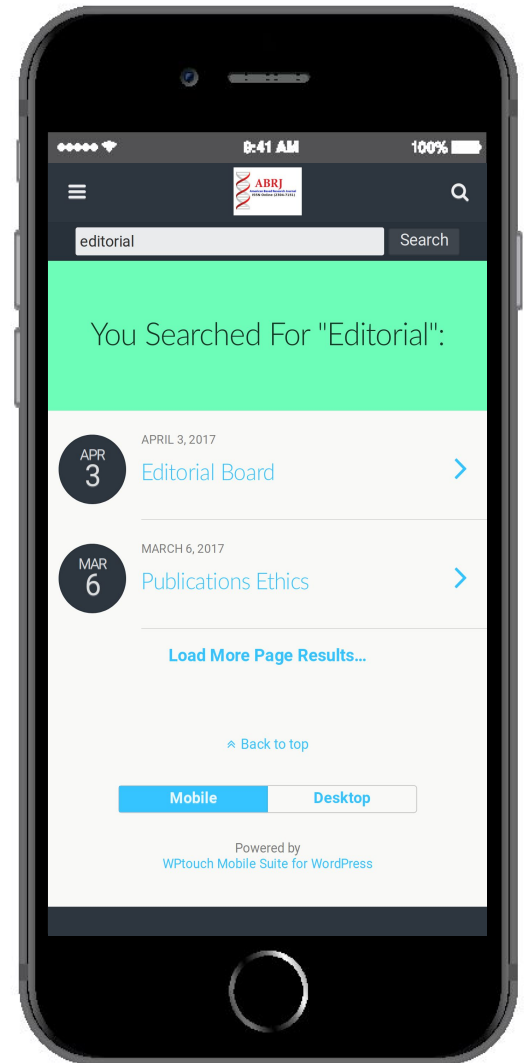 9:41 AM
100%
ABRJ
editorial
Search
You Searched For "Editorial":
APRIL 3, 2017
APR
3
Editorial Board
MARCH 6, 2017
MAR
6
Publications Ethics
Load More Page Results...
Back to top
Mobile
Desktop
Powered by
WPtouch Mobile Suite for WordPress